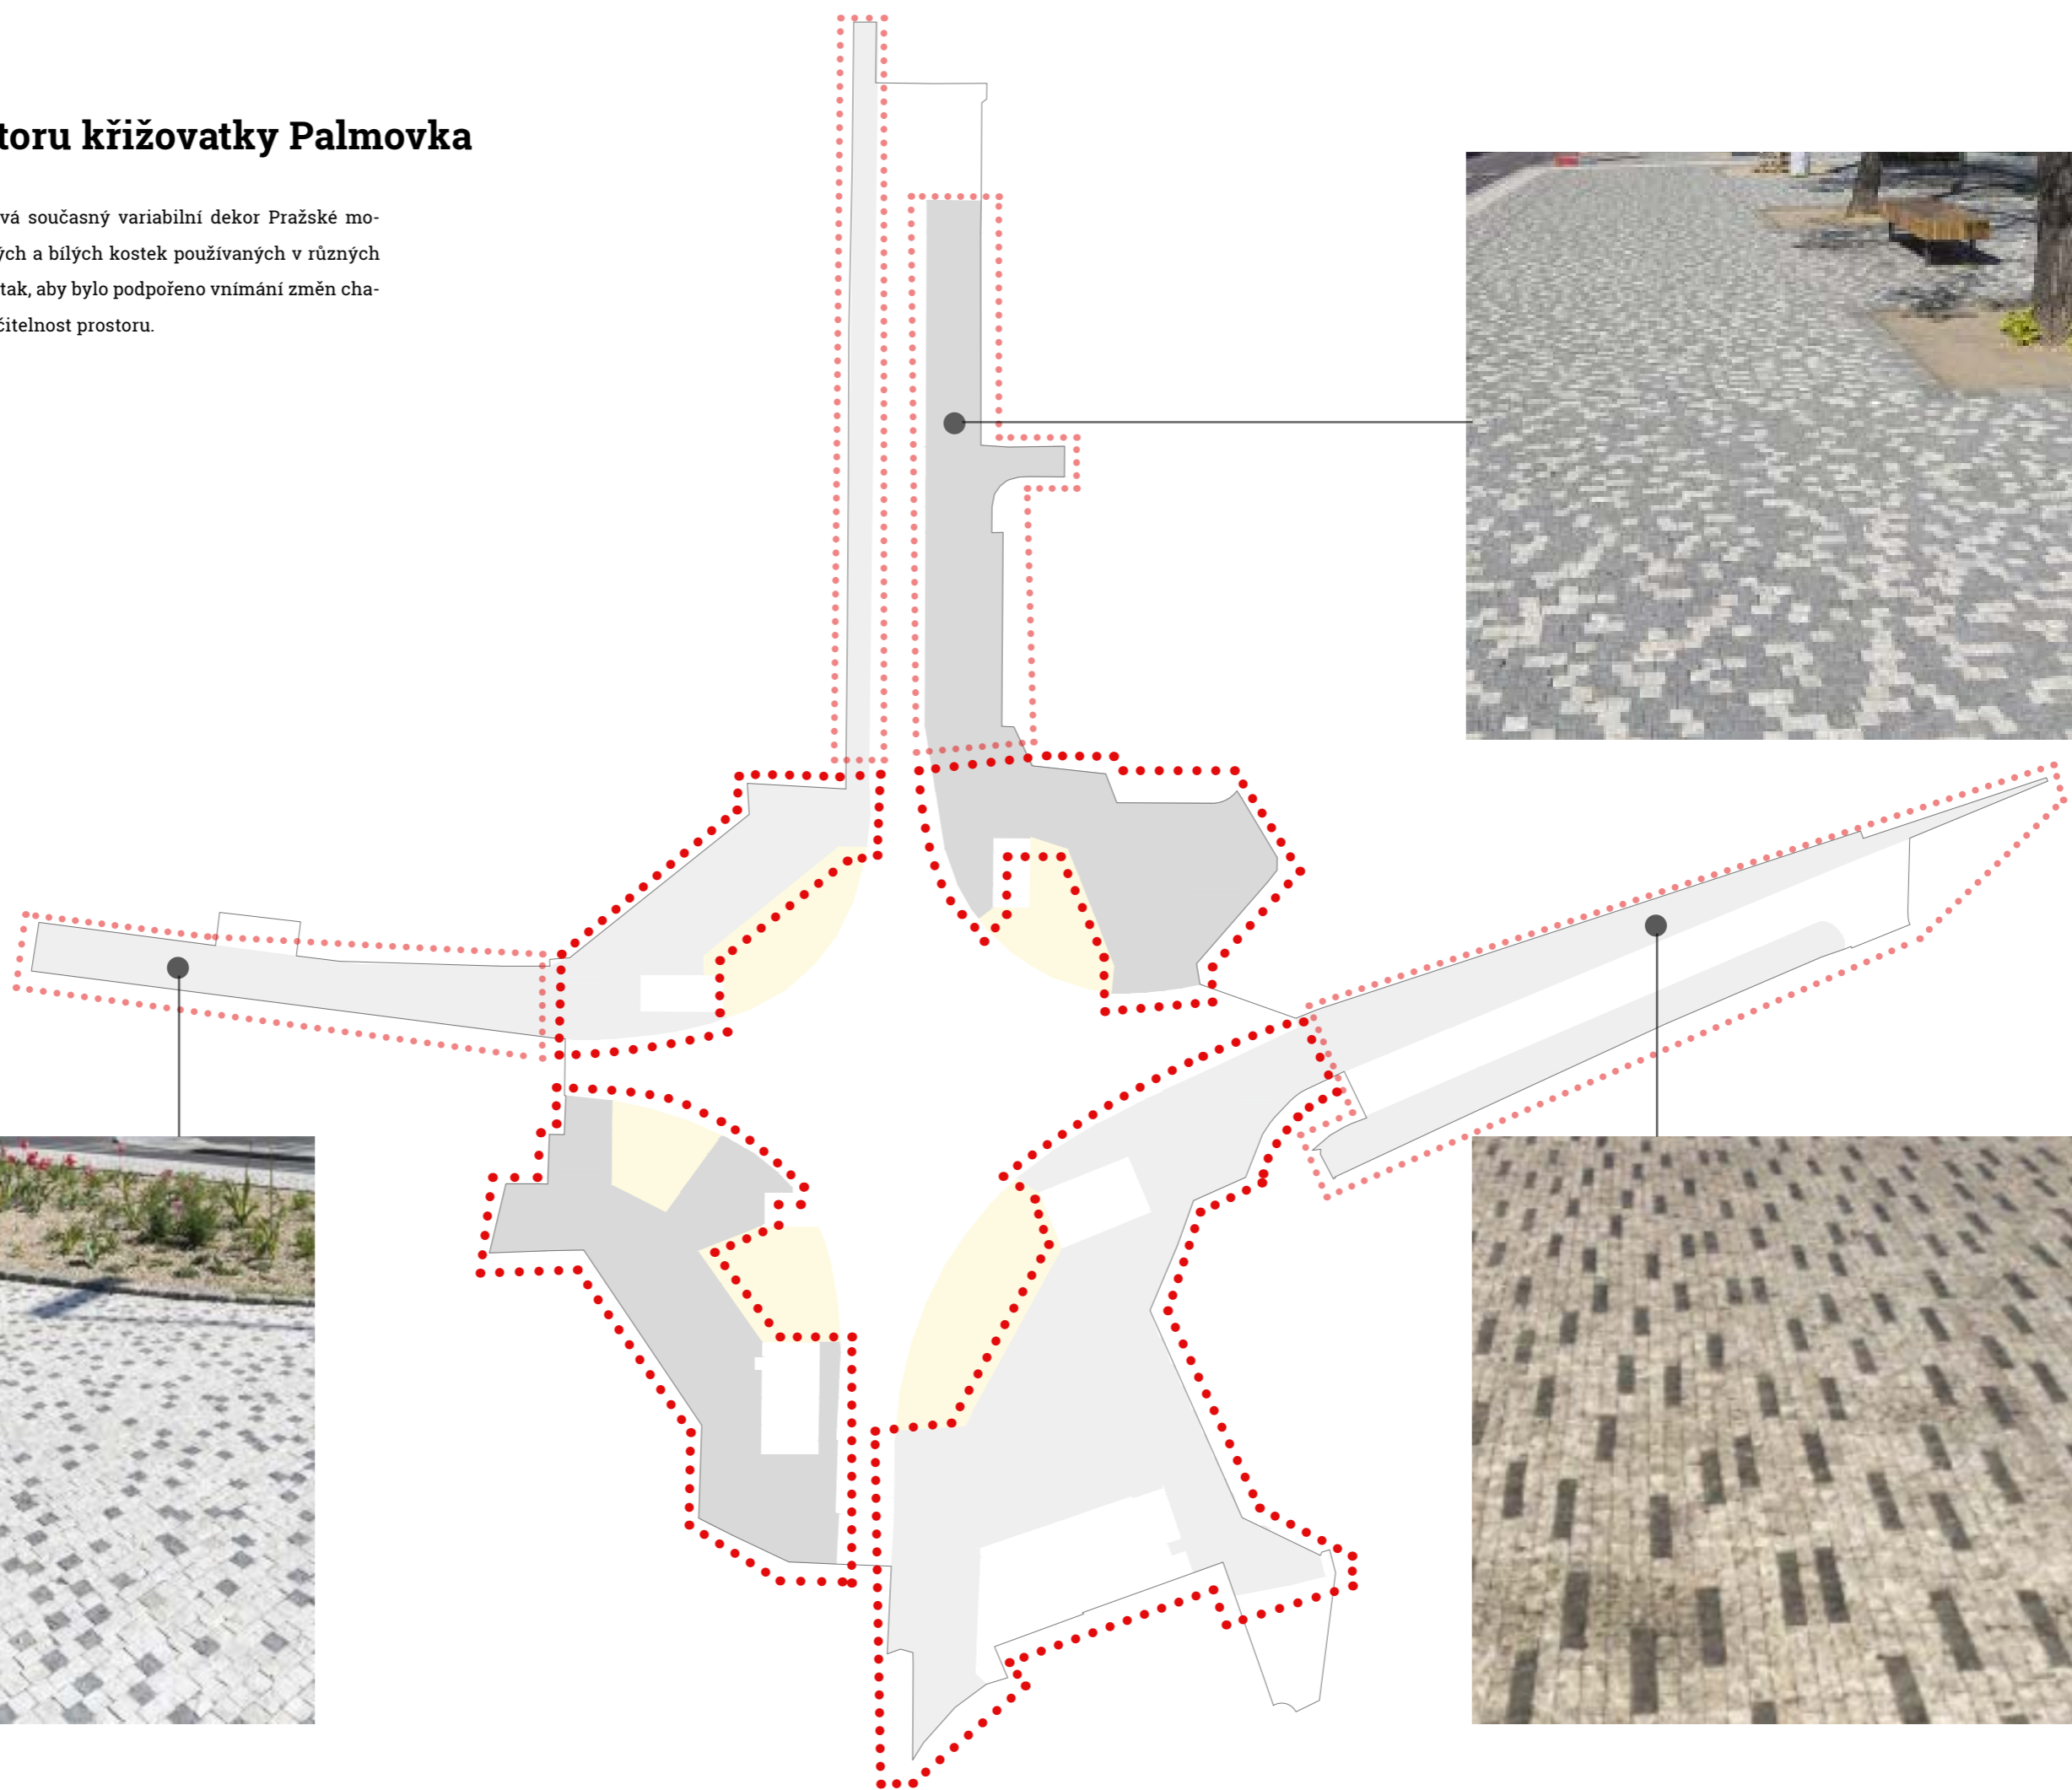 toru křižovatky Palmovka
vá současný variabilní dekor Pražské mo-
ých a bílých kostek používaných v různých
tak, aby bylo podpořeno vnímání změn cha-
čitelnost prostoru.